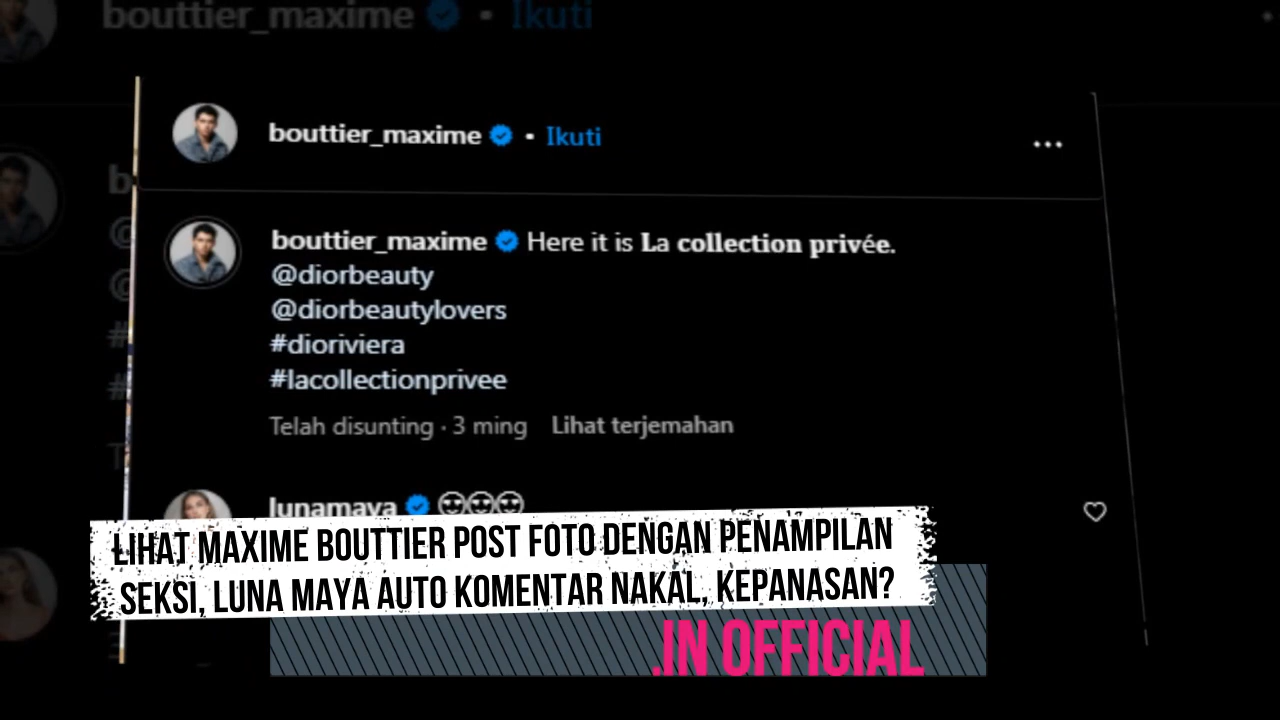 bouttier_maxime • Ikuti
bouttier_maxime • Ikuti
bouttier_maxime Here it is La collection privée.
@diorbeauty
@diorbeautylovers
#dioriviera
#lacollectionprivee
Telah disunting · 3 ming Lihat terjemahan
lunamaya
LIHAT MAXIME BOUTTIER POST FOTO DENGAN PENAMPILAN
SEKSI, LUNA MAYA AUTO KOMENTAR NAKAL, KEPANASAN?
.IN OFFICIAL